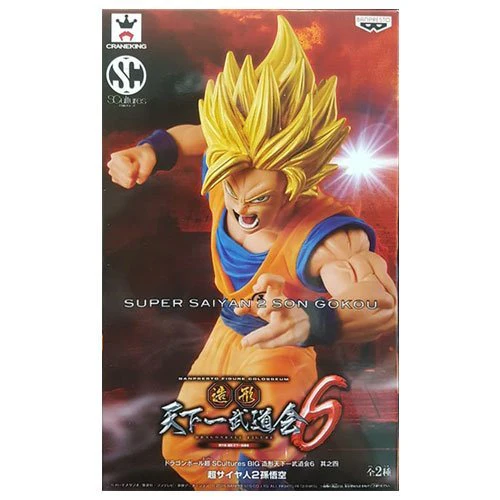 CRANEKING
BANPRESTO
SC
SCultures
SUPER SAIYAN 2 SON GOKOU
BANPRESTO FIGURE COLOSSEUM
造形
天下一武道会6
ドラゴンボール超 SCultures BIG 造形天下一武道会6 其之四
超サイヤ人2孫悟空
全2種